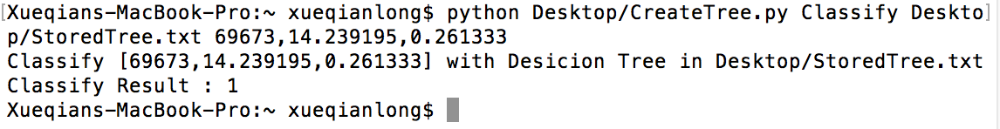 [Xueqians-MacBook-Pro:~ xueqianlong$ python Desktop/CreateTree.py Classify Deskto]
p/StoredTree.txt 69673,14.239195,0.261333
Classify [69673,14.239195,0.261333] with Desicion Tree in Desktop/StoredTree.txt
Classify Result : 1
Xueqians-MacBook-Pro:~ xueqianlong$